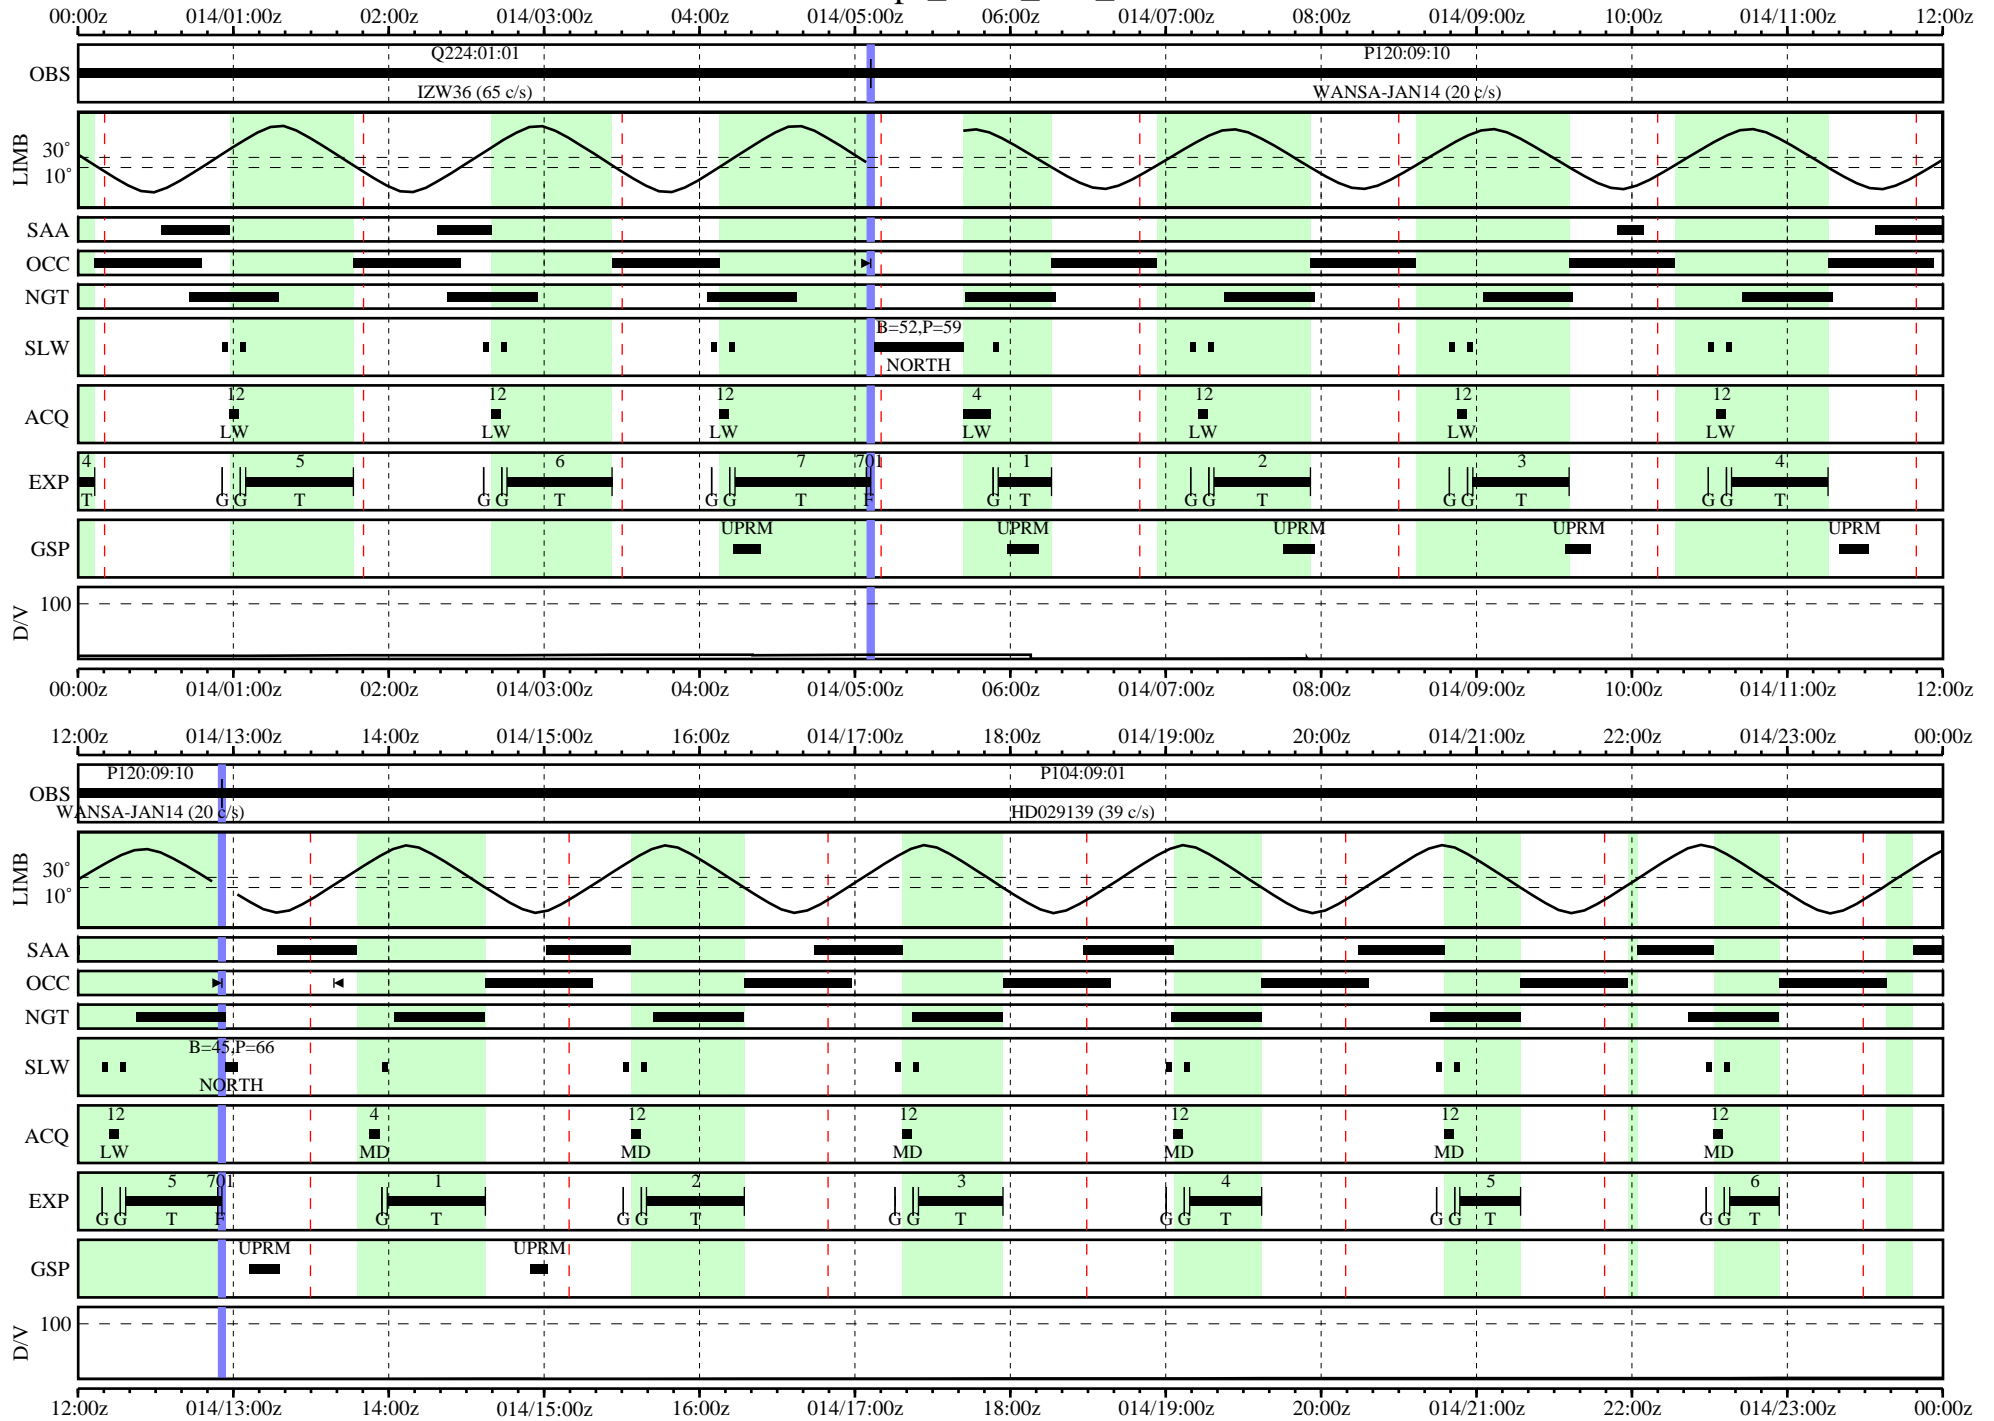 00:00z 014/01:00z 02:00z 014/03:00z 04:00z 014/05:00z 06:00z 014/07:00z 08:00z 014/09:00z 10:00z 014/11:00z 12:00z
Q224:01:01 P120:09:10
OBS
IZW36 (65 c/s) WANSA-JAN14 (20 c/s)
LIMB 30° 10°
SAA
OCC
NGT
B=52,P=59
SLW
NORTH
12 12 12 4 12 12 12
ACQ
LW LW LW LW LW LW LW
4 5 6 7 701 1 2 3 4
EXP
T G G T G G T G G T F G T G G T G G T G G T
UPRM UPRM UPRM UPRM UPRM
GSP
D/V 100
00:00z 014/01:00z 02:00z 014/03:00z 04:00z 014/05:00z 06:00z 014/07:00z 08:00z 014/09:00z 10:00z 014/11:00z 12:00z
12:00z 014/13:00z 14:00z 014/15:00z 16:00z 014/17:00z 18:00z 014/19:00z 20:00z 014/21:00z 22:00z 014/23:00z 00:00z
P120:09:10 P104:09:01
OBS
WANSA-JAN14 (20 c/s) HD029139 (39 c/s)
LIMB 30° 10°
SAA
OCC
NGT
B=45,P=66
SLW
NORTH
12 4 12 12 12 12 12
ACQ
LW MD MD MD MD MD MD
5 701 1 2 3 4 5 6
EXP
G G T F G T G G T G G T G G T G G T G G T
UPRM UPRM
GSP
D/V 100
12:00z 014/13:00z 14:00z 014/15:00z 16:00z 014/17:00z 18:00z 014/19:00z 20:00z 014/21:00z 22:00z 014/23:00z 00:00z